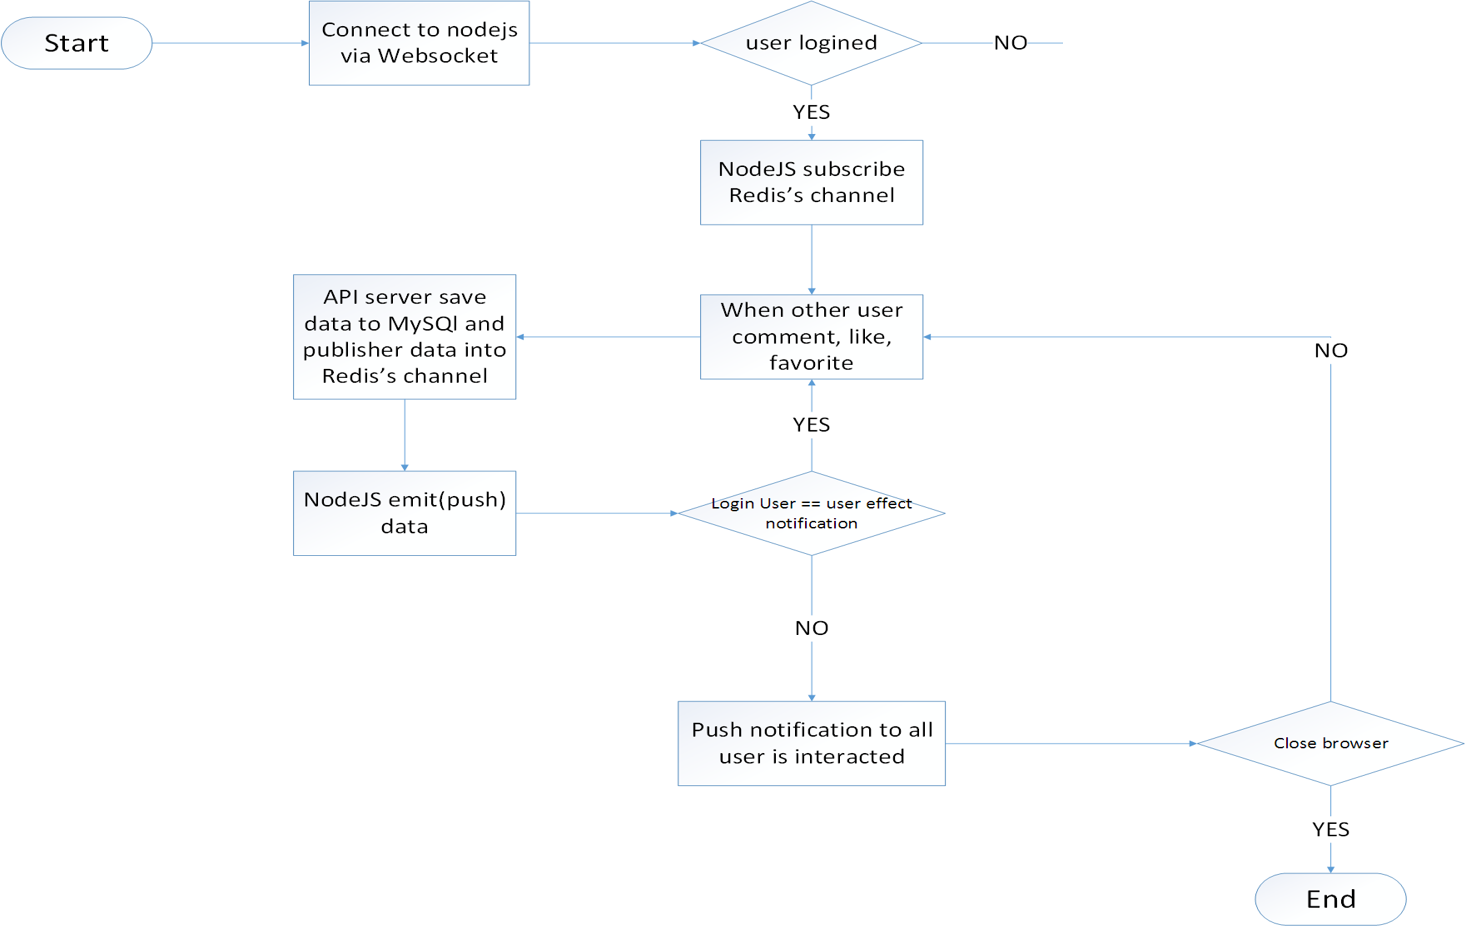 Start
Connect to nodejs
via Websocket
user logined
NO
YES
NodeJS subscribe
Redis’s channel
API server save
data to MySQl and
publisher data into
Redis’s channel
When other user
comment, like,
favorite
NO
YES
NodeJS emit(push)
data
Login User == user effect
notification
NO
Push notification to all
user is interacted
Close browser
YES
End